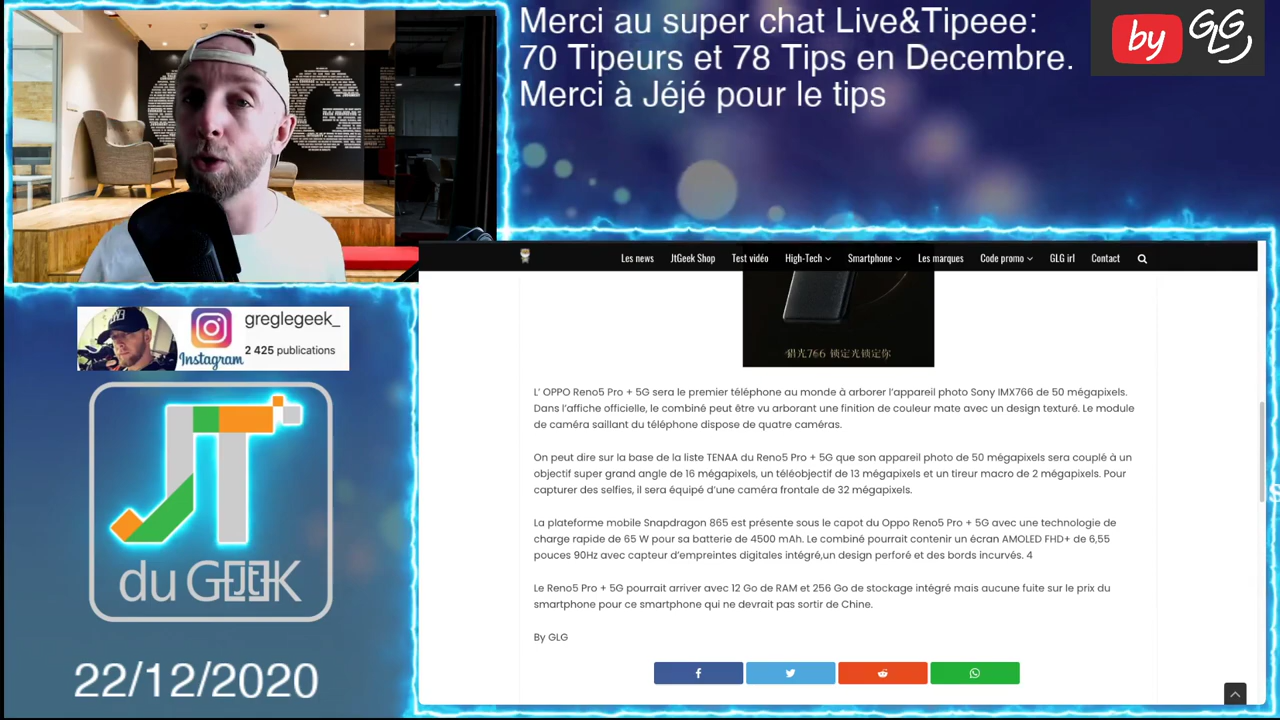 Merci au super chat Live&Tipeee:
70 Tipeurs et 78 Tips en Decembre.
Merci à Jéjé pour le tips
by GLG
Les news JtGeek Shop Test vidéo High-Tech Smartphone Les marques Code promo GLG irl Contact
猎光766 锁定光锁定你
L' OPPO Reno5 Pro + 5G sera le premier téléphone au monde à arborer l'appareil photo Sony IMX766 de 50 mégapixels.
Dans l'affiche officielle, le combiné peut être vu arborant une finition de couleur mate avec un design texturé. Le module
de caméra saillant du téléphone dispose de quatre caméras.
On peut dire sur la base de la liste TENAA du Reno5 Pro + 5G que son appareil photo de 50 mégapixels sera couplé à un
objectif super grand angle de 16 mégapixels, un téléobjectif de 13 mégapixels et un tireur macro de 2 mégapixels. Pour
capturer des selfies, il sera équipé d'une caméra frontale de 32 mégapixels.
La plateforme mobile Snapdragon 865 est présente sous le capot du Oppo Reno5 Pro + 5G avec une technologie de
charge rapide de 65 W pour sa batterie de 4500 mAh. Le combiné pourrait contenir un écran AMOLED FHD+ de 6,55
pouces 90Hz avec capteur d'empreintes digitales intégré,un design perforé et des bords incurvés. 4
Le Reno5 Pro + 5G pourrait arriver avec 12 Go de RAM et 256 Go de stockage intégré mais aucune fuite sur le prix du
smartphone pour ce smartphone qui ne devrait pas sortir de Chine.
By GLG
Instagram
greglegeek_
2 425 publications
JT
du GEEK
22/12/2020